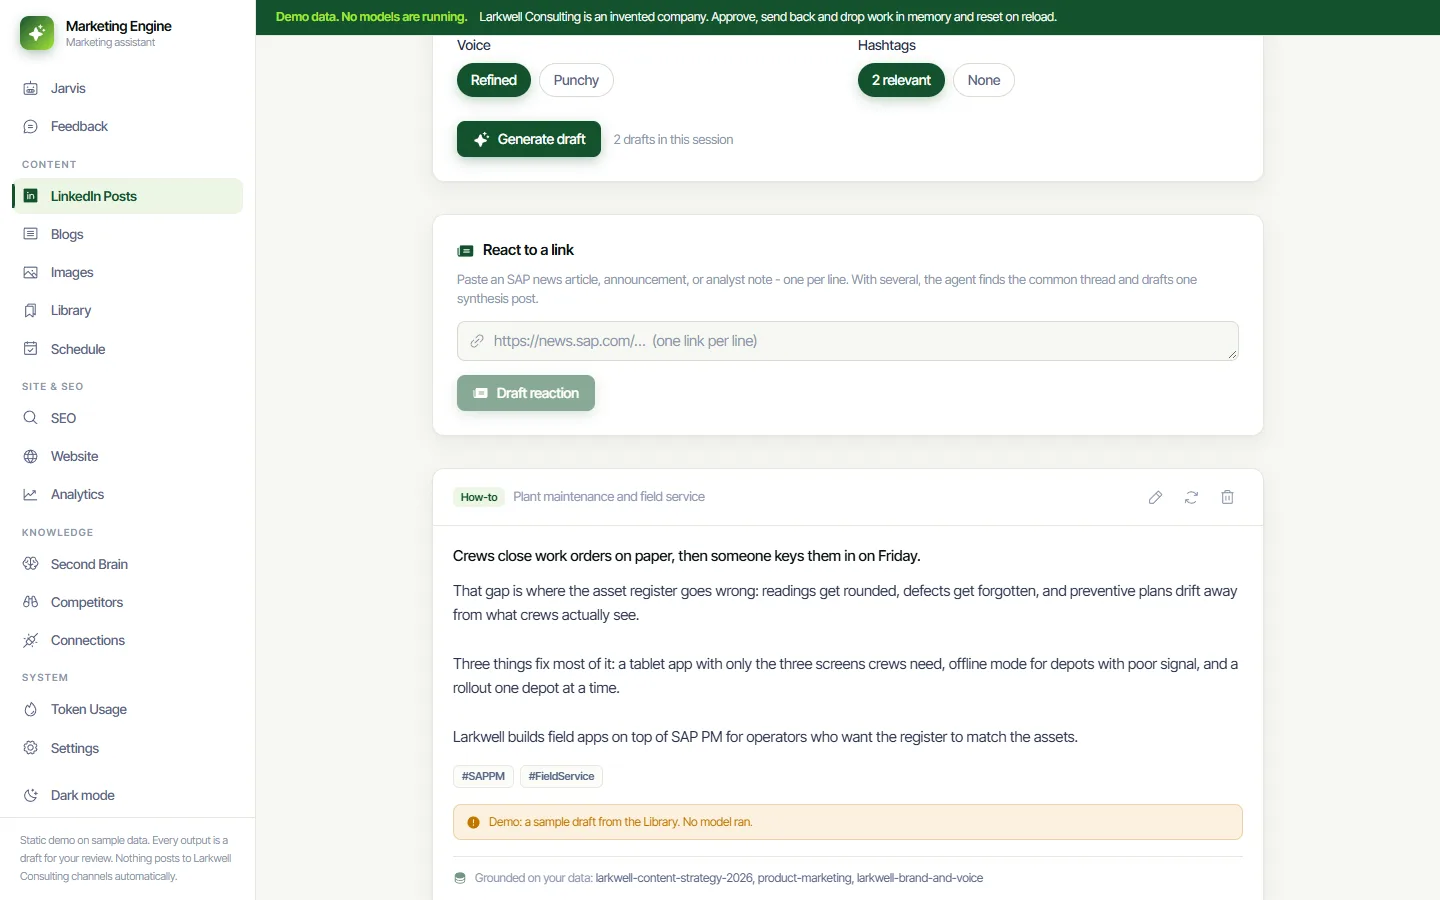 Marketing Engine
Marketing assistant
Jarvis
Feedback
CONTENT
LinkedIn Posts
Blogs
Images
Library
Schedule
SITE & SEO
SEO
Website
Analytics
KNOWLEDGE
Second Brain
Competitors
Connections
SYSTEM
Token Usage
Settings
Dark mode
Static demo on sample data. Every output is a
draft for your review. Nothing posts to Larkwell
Consulting channels automatically.
Demo data. No models are running. Larkwell Consulting is an invented company. Approve, send back and drop work in memory and reset on reload.
Voice
Refined
Punchy
Hashtags
2 relevant
None
Generate draft
2 drafts in this session
React to a link
Paste an SAP news article, announcement, or analyst note - one per line. With several, the agent finds the common thread and drafts one
synthesis post.
https://news.sap.com/... (one link per line)
Draft reaction
How-to
Plant maintenance and field service
Crews close work orders on paper, then someone keys them in on Friday.
That gap is where the asset register goes wrong: readings get rounded, defects get forgotten, and preventive plans drift away
from what crews actually see.
Three things fix most of it: a tablet app with only the three screens crews need, offline mode for depots with poor signal, and a
rollout one depot at a time.
Larkwell builds field apps on top of SAP PM for operators who want the register to match the assets.
#SAPPM
#FieldService
Demo: a sample draft from the Library. No model ran.
Grounded on your data: larkwell-content-strategy-2026, product-marketing, larkwell-brand-and-voice